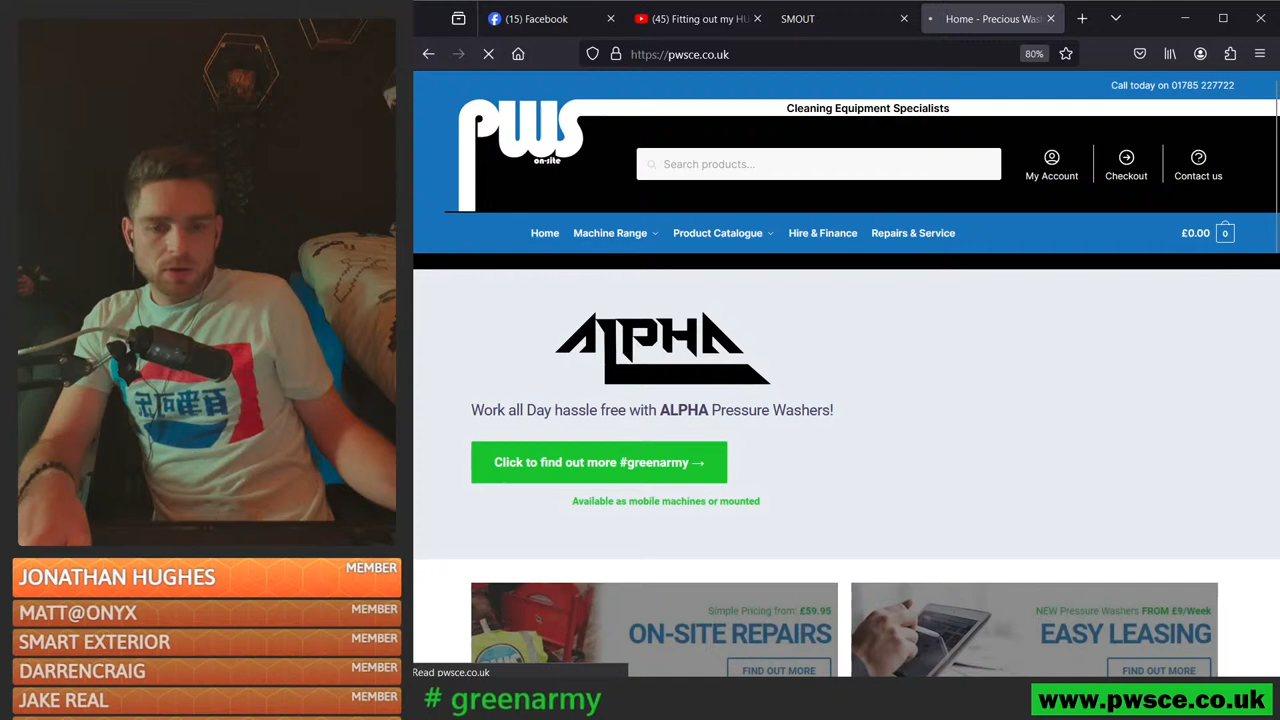 (15) Facebook
(45) Fitting out my HU
SMOUT
Home - Precious Was
https://pwsce.co.uk
80%
Call today on 01785 227722
Cleaning Equipment Specialists
PWS
on-site
Search products...
My Account
Checkout
Contact us
Home
Machine Range
Product Catalogue
Hire & Finance
Repairs & Service
£0.00
0
ALPHA
Work all Day hassle free with ALPHA Pressure Washers!
Click to find out more #greenarmy →
Available as mobile machines or mounted
Simple Pricing from: £59.95
ON-SITE REPAIRS
FIND OUT MORE
NEW Pressure Washers FROM £9/Week
EASY LEASING
FIND OUT MORE
Read pwsce.co.uk
JONATHAN HUGHES MEMBER
MATT@ONYX MEMBER
SMART EXTERIOR MEMBER
DARRENCRAIG MEMBER
JAKE REAL MEMBER
# greenarmy
www.pwsce.co.uk